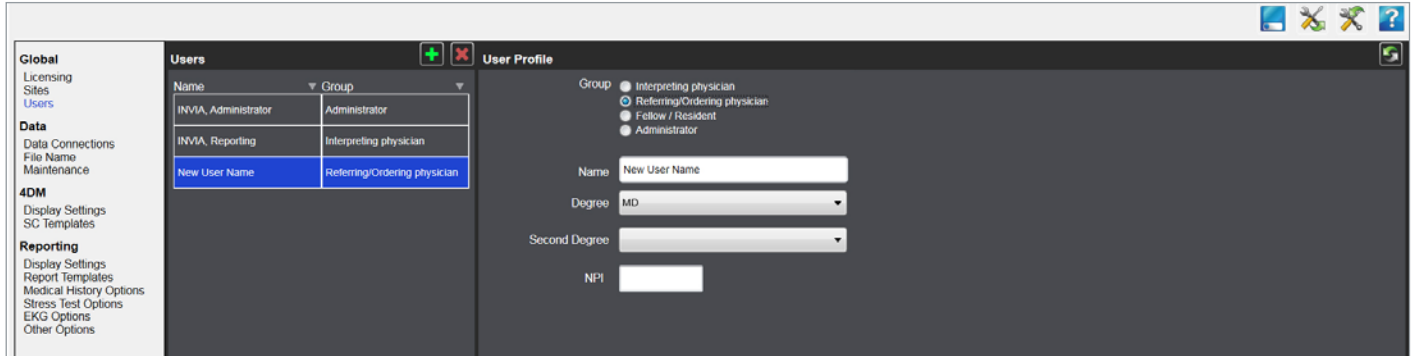 Global
Licensing
Sites
Users
Data
Data Connections
File Name
Maintenance
4DM
Display Settings
SC Templates
Reporting
Display Settings
Report Templates
Medical History Options
Stress Test Options
EKG Options
Other Options
Users
Name Group
INVIA, Administrator Administrator
INVIA, Reporting Interpreting physician
New User Name Referring/Ordering physician
User Profile
Group Interpreting physician
Referring/Ordering physician
Fellow / Resident
Administrator
Name New User Name
Degree MD
Second Degree
NPI
?